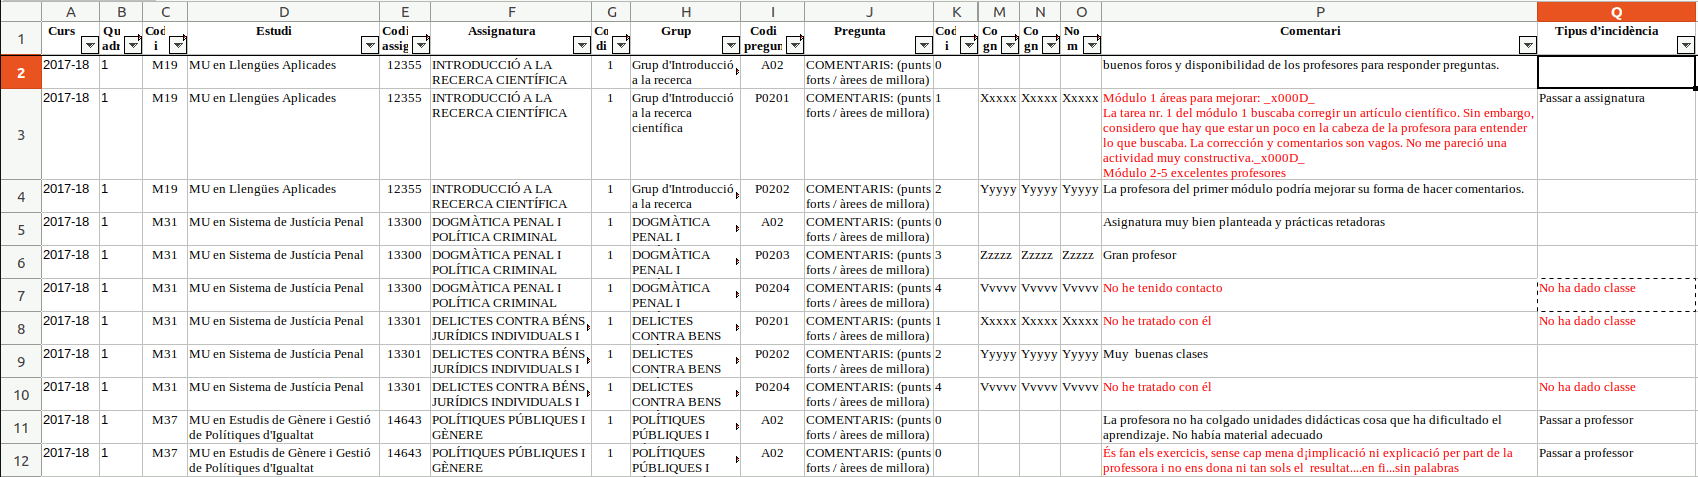 A B C D E F G H I J K L M N O P Q
1 Curs Qu adı Cod i Estudi Codi assig Assignatura Co di Grup Codi pregun Pregunta Cod i Co gn Co gn No m Comentari Tipus d’incidència
2 2017-18 1 M19 MU en Llengües Aplicades 12355 INTRODUCCIÓ A LA 1 Grup d'Introducció A02 COMENTARIS: (punts 0 buenos foros y disponibilidad de los profesores para responder preguntas.
RECERCA CIENTÍFICA a la recerca forts / àrees de millora)
3 2017-18 1 M19 MU en Llengües Aplicades 12355 INTRODUCCIÓ A LA 1 Grup d'Introducció P0201 COMENTARIS: (punts 1 Xxxxx Xxxxx Xxxxx Módulo 1 áreas para mejorar: _x000D_ Passar a assignatura
RECERCA CIENTÍFICA a la recerca forts / àrees de millora) La tarea nr. 1 del módulo 1 buscaba corregir un artículo científico. Sin embargo,
científica considero que hay que estar un poco en la cabeza de la profesora para entender
lo que buscaba. La corrección y comentarios son vagos. No me pareció una
actividad muy constructiva._x000D_
Módulo 2-5 excelentes profesores
4 2017-18 1 M19 MU en Llengües Aplicades 12355 INTRODUCCIÓ A LA 1 Grup d'Introducció P0202 COMENTARIS: (punts 2 Yyyyy Yyyyy Yyyyy La profesora del primer módulo podría mejorar su forma de hacer comentarios.
RECERCA CIENTÍFICA a la recerca forts / àrees de millora)
5 2017-18 1 M31 MU en Sistema de Justícia Penal 13300 DOGMÀTICA PENAL I 1 DOGMÀTICA A02 COMENTARIS: (punts 0 Asignatura muy bien planteada y prácticas retadoras
POLÍTICA CRIMINAL PENAL I forts / àrees de millora)
6 2017-18 1 M31 MU en Sistema de Justícia Penal 13300 DOGMÀTICA PENAL I 1 DOGMÀTICA P0203 COMENTARIS: (punts 3 Zzzzz Zzzzz Zzzzz Gran profesor
POLÍTICA CRIMINAL PENAL I forts / àrees de millora)
7 2017-18 1 M31 MU en Sistema de Justícia Penal 13300 DOGMÀTICA PENAL I 1 DOGMÀTICA P0204 COMENTARIS: (punts 4 Vvvvv Vvvvv Vvvvv No he tenido contacto No ha dado classe
POLÍTICA CRIMINAL PENAL I forts / àrees de millora)
8 2017-18 1 M31 MU en Sistema de Justícia Penal 13301 DELICTES CONTRA BÉNS 1 DELICTES P0201 COMENTARIS: (punts 1 Xxxxx Xxxxx Xxxxx No he tratado con él No ha dado classe
JURÍDICS INDIVIDUALS I CONTRA BENS forts / àrees de millora)
9 2017-18 1 M31 MU en Sistema de Justícia Penal 13301 DELICTES CONTRA BÉNS 1 DELICTES P0202 COMENTARIS: (punts 2 Yyyyy Yyyyy Yyyyy Muy buenas clases
JURÍDICS INDIVIDUALS I CONTRA BENS forts / àrees de millora)
10 2017-18 1 M31 MU en Sistema de Justícia Penal 13301 DELICTES CONTRA BÉNS 1 DELICTES P0204 COMENTARIS: (punts 4 Vvvvv Vvvvv Vvvvv No he tratado con él No ha dado classe
JURÍDICS INDIVIDUALS I CONTRA BENS forts / àrees de millora)
11 2017-18 1 M37 MU en Estudis de Gènere i Gestió 14643 POLÍTIQUES PÚBLIQUES I 1 POLÍTIQUES A02 COMENTARIS: (punts 0 La profesora no ha colgado unidades didácticas cosa que ha dificultado el Passar a professor
de Polítiques d'Igualtat GÈNERE PÚBLIQUES I forts / àrees de millora) aprendizaje. No había material adecuado
12 2017-18 1 M37 MU en Estudis de Gènere i Gestió 14643 POLÍTIQUES PÚBLIQUES I 1 POLÍTIQUES A02 COMENTARIS: (punts 0 És fan els exercicis, sense cap mena d¡implicació ni explicació per part de la Passar a professor
de Polítiques d'Igualtat GÈNERE PÚBLIQUES I forts / àrees de millora) professora i no ens dona ni tan sols el resultat....en fi...sin palabras